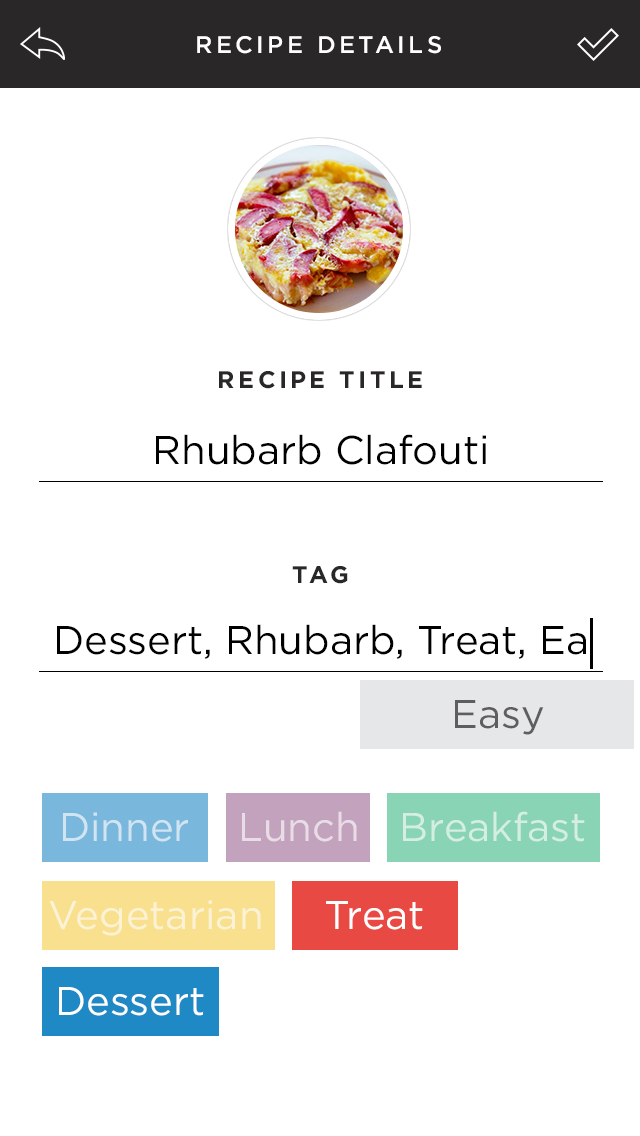 RECIPE DETAILS
RECIPE TITLE
Rhubarb Clafouti
TAG
Dessert, Rhubarb, Treat, Ea
Easy
Dinner Lunch Breakfast
Vegetarian Treat
Dessert